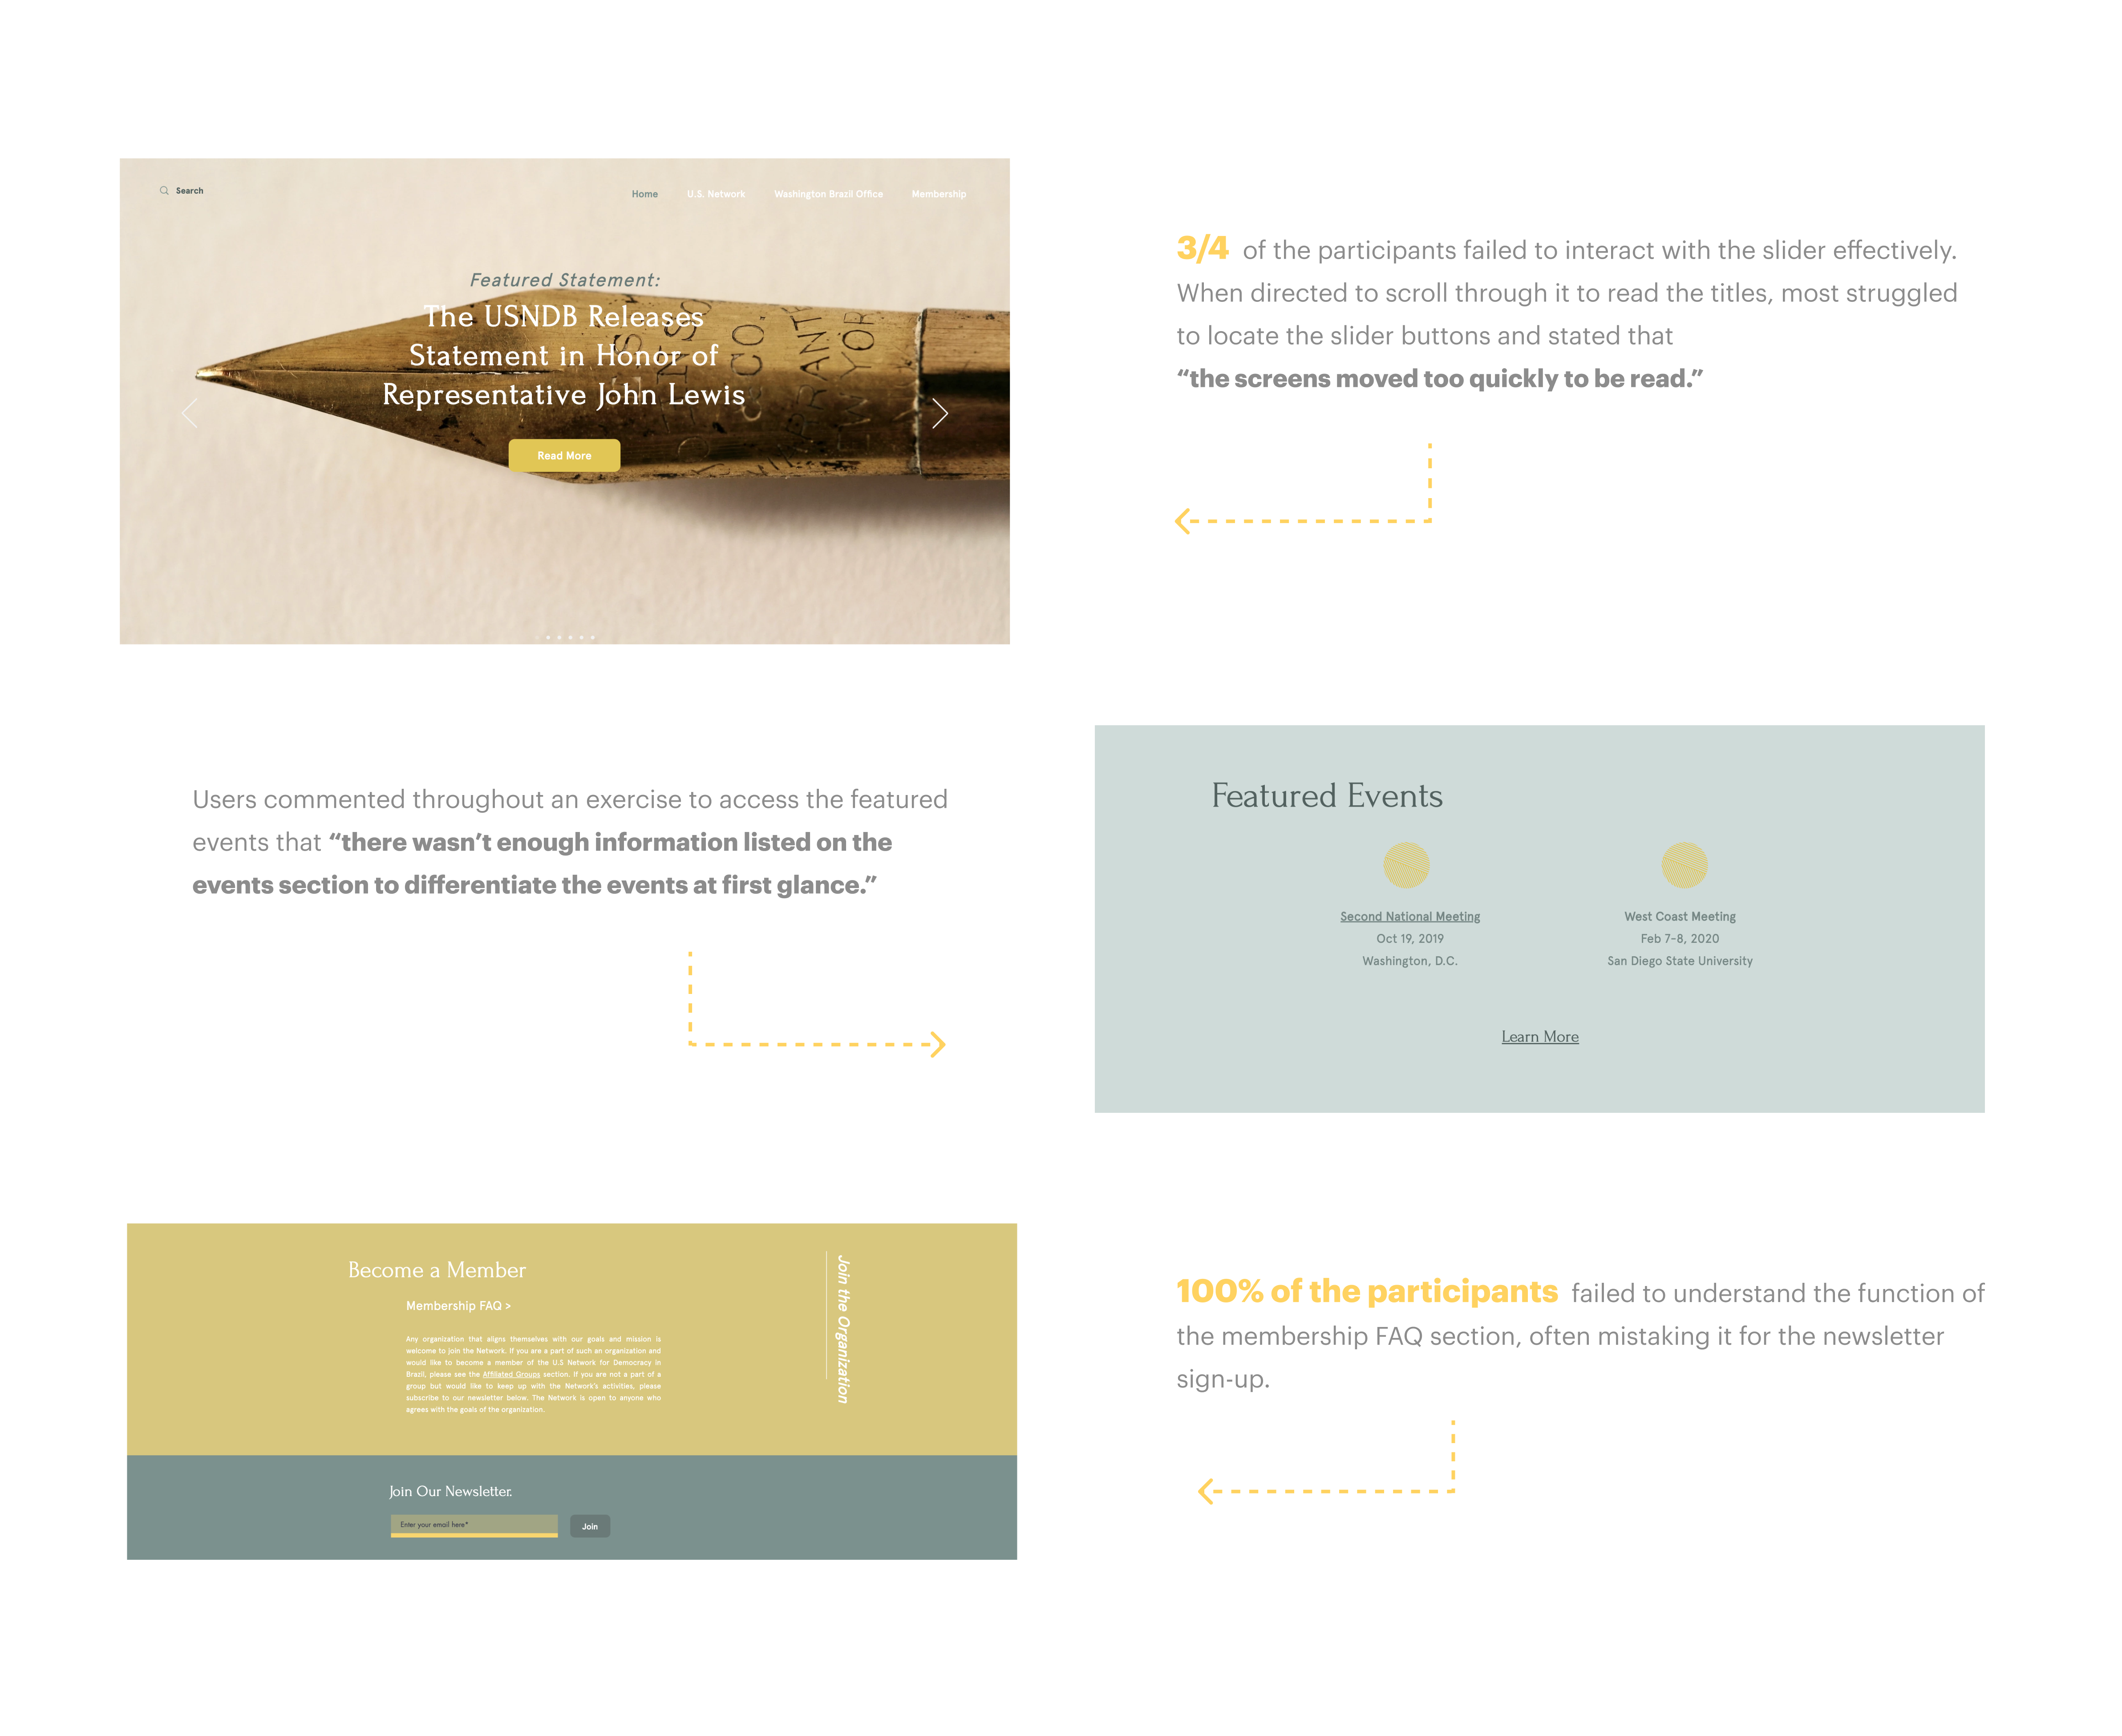 Search
Home U.S. Network Washington Brazil Office Membership
Featured Statement:
The USNDB Releases
Statement in Honor of
Representative John Lewis
Read More
3/4 of the participants failed to interact with the slider effectively.
When directed to scroll through it to read the titles, most struggled
to locate the slider buttons and stated that
“the screens moved too quickly to be read.”
Users commented throughout an exercise to access the featured
events that “there wasn’t enough information listed on the
events section to differentiate the events at first glance.”
Featured Events
Second National Meeting
Oct 19, 2019
Washington, D.C.
West Coast Meeting
Feb 7-8, 2020
San Diego State University
Learn More
Become a Member
Membership FAQ >
Any organization that aligns themselves with our goals and mission is
welcome to join the Network. If you are a part of such an organization and
would like to become a member of the U.S Network for Democracy in
Brazil, please see the Affiliated Groups section. If you are not a part of a
group but would like to keep up with the Network's activities, please
subscribe to our newsletter below. The Network is open to anyone who
agrees with the goals of the organization.
Join the Organization
Join Our Newsletter.
Enter your email here*
Join
100% of the participants failed to understand the function of
the membership FAQ section, often mistaking it for the newsletter
sign-up.